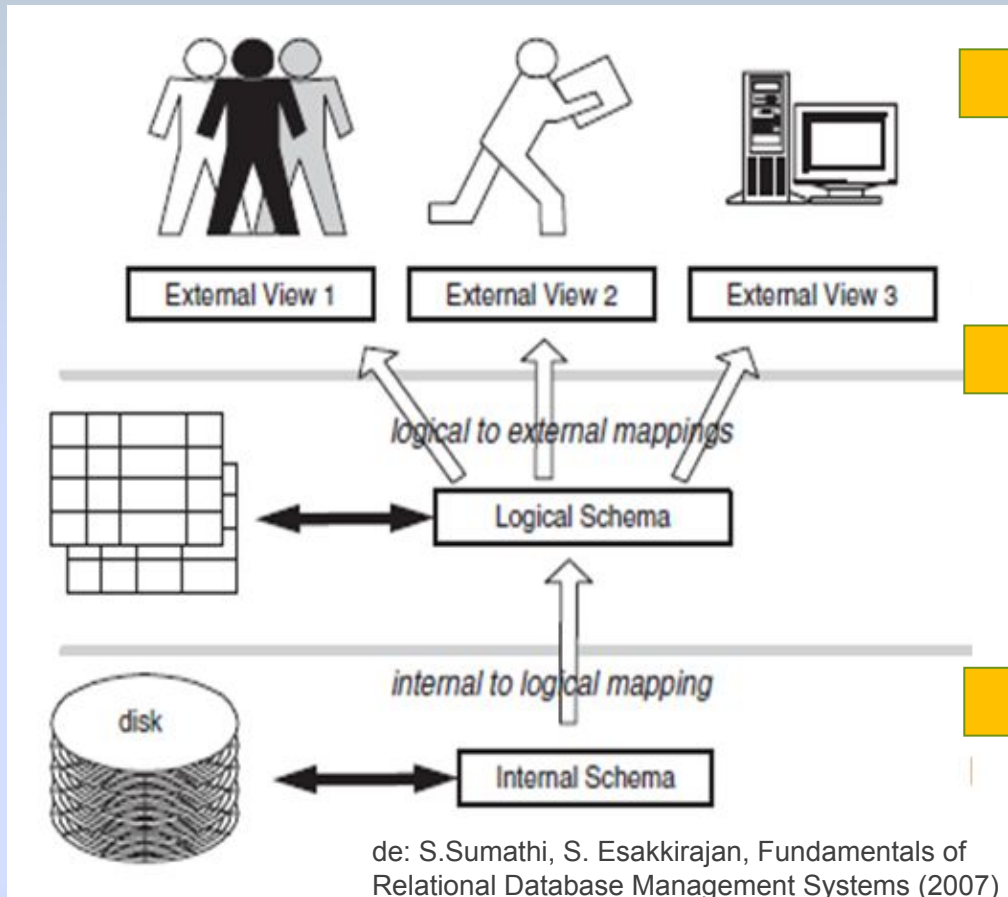 External View 1
External View 2
External View 3
logical to external mappings
Logical Schema
internal to logical mapping
disk
Internal Schema
de: S.Sumathi, S. Esakkirajan, Fundamentals of
Relational Database Management Systems (2007)